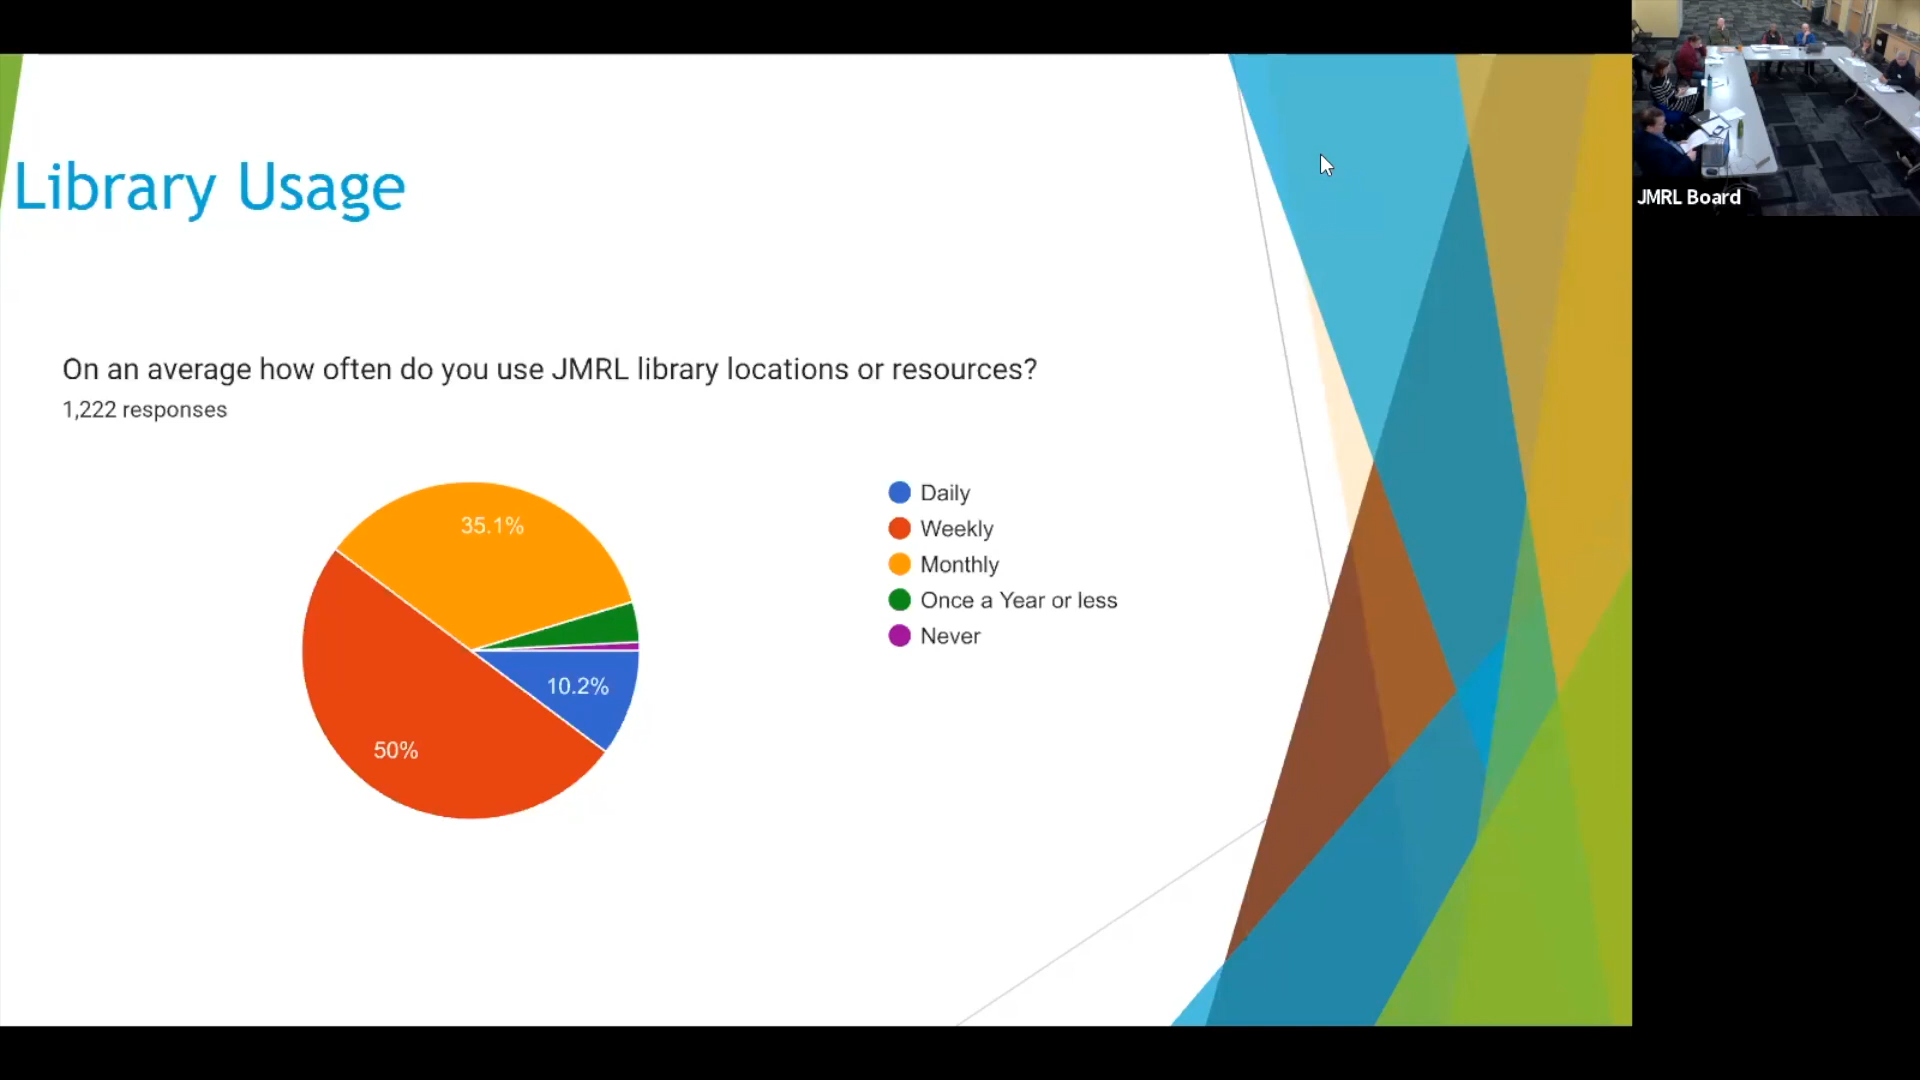 Library Usage
On an average how often do you use JMRL library locations or resources?
1,222 responses
35.1%
10.2%
50%
Daily
Weekly
Monthly
Once a Year or less
Never
JMRL Board